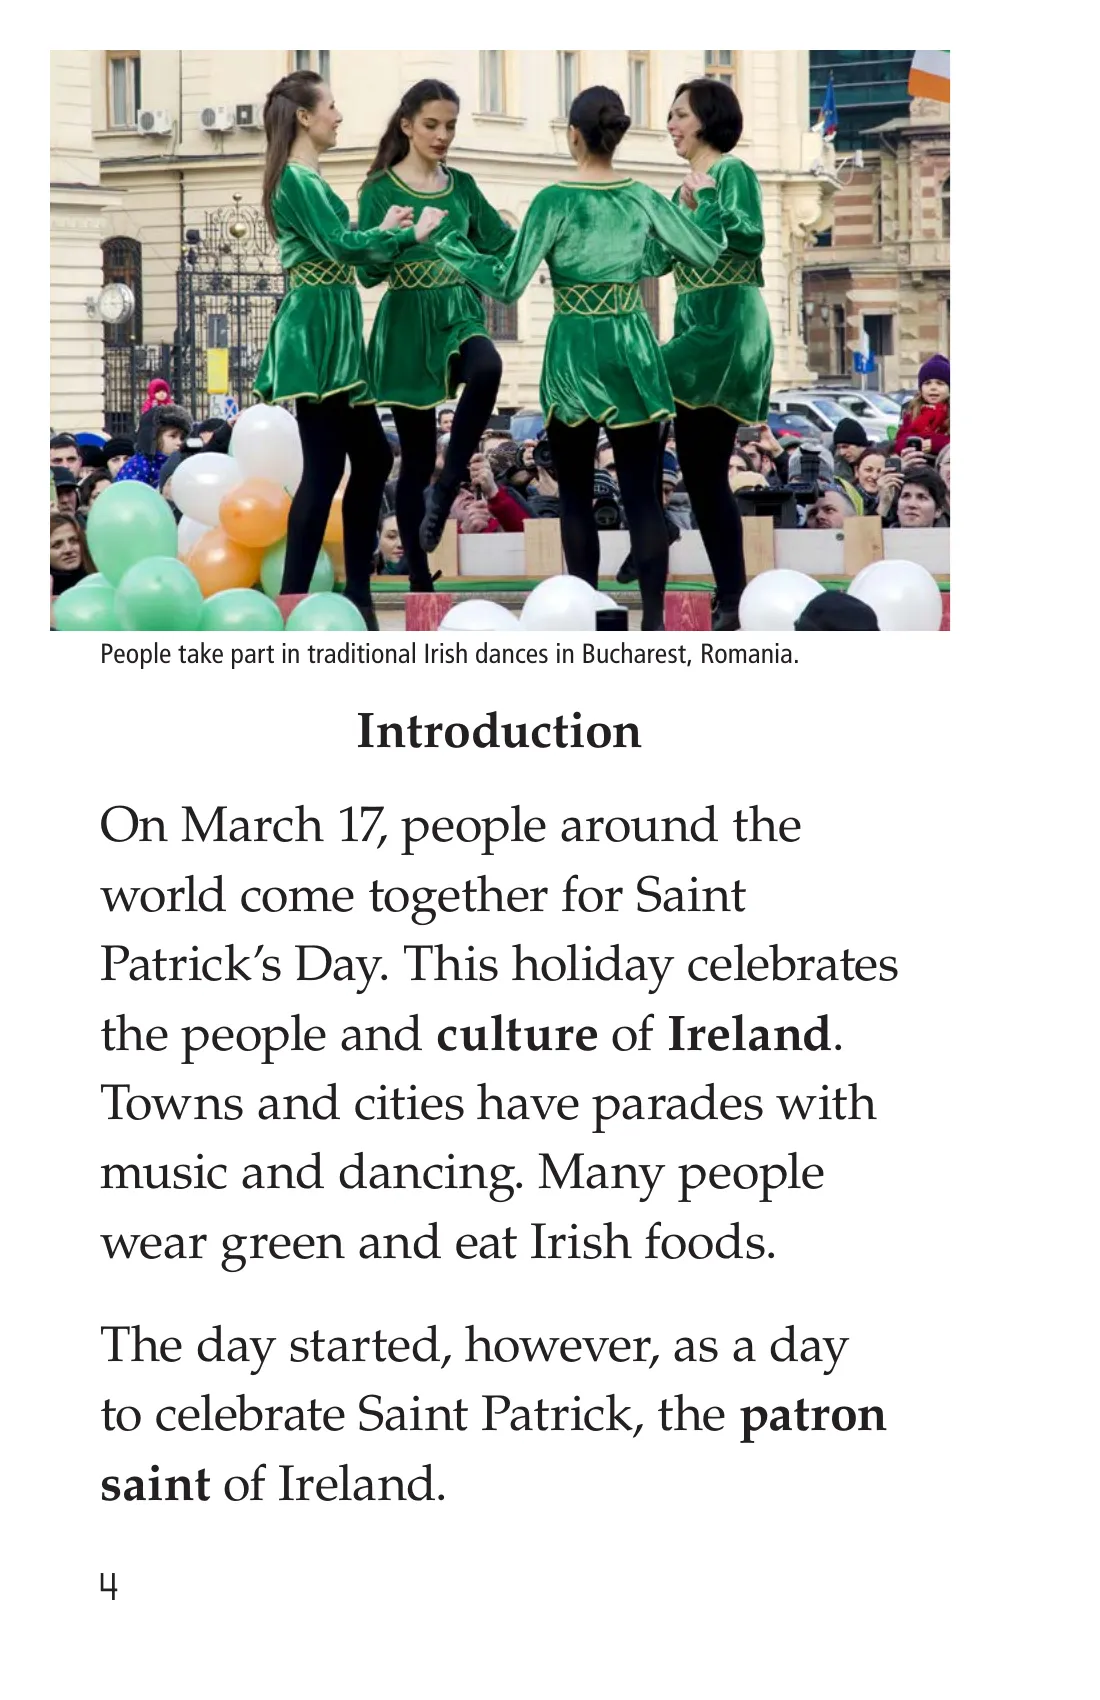 People take part in traditional Irish dances in Bucharest, Romania.
Introduction
On March 17, people around the
world come together for Saint
Patrick’s Day. This holiday celebrates
the people and culture of Ireland.
Towns and cities have parades with
music and dancing. Many people
wear green and eat Irish foods.
The day started, however, as a day
to celebrate Saint Patrick, the patron
saint of Ireland.
4